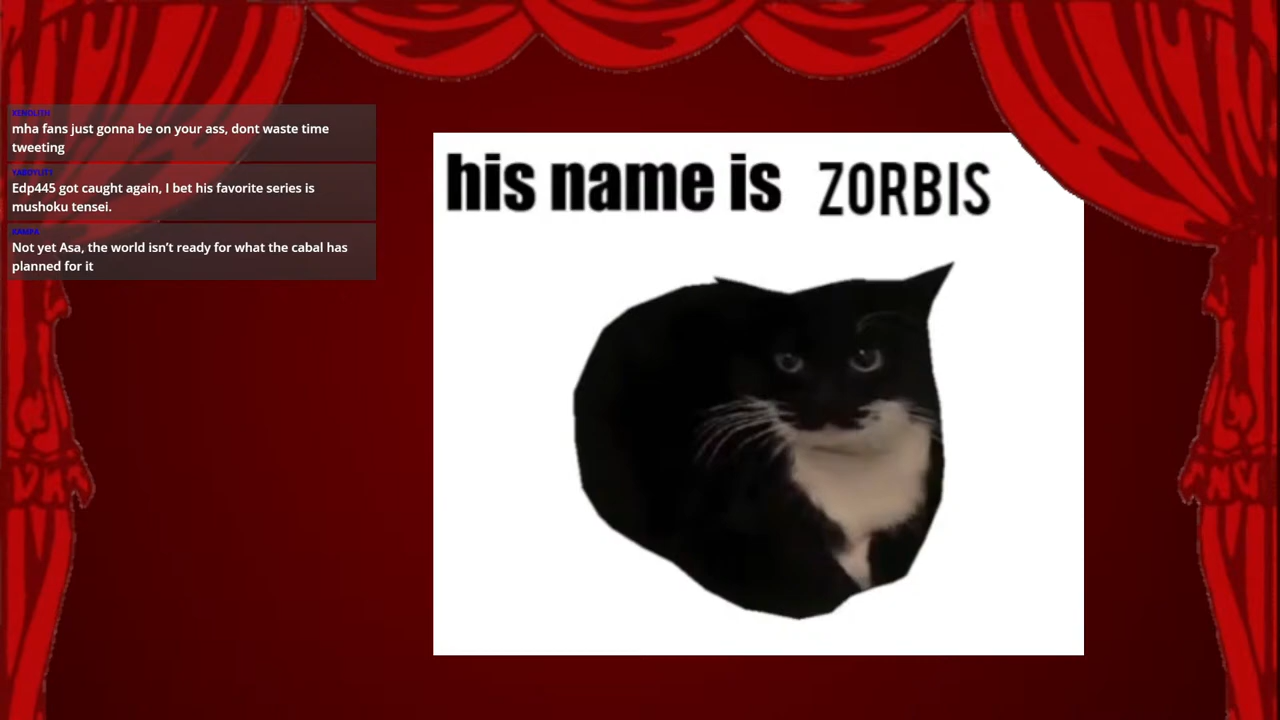 KENDLITH
mha fans just gonna be on your ass, dont waste time
tweeting
Edp445 got caught again, I bet his favorite series is
mushoku tensei.
KAMPA
Not yet Asa, the world isn’t ready for what the cabal has
planned for it
his name is ZORBIS